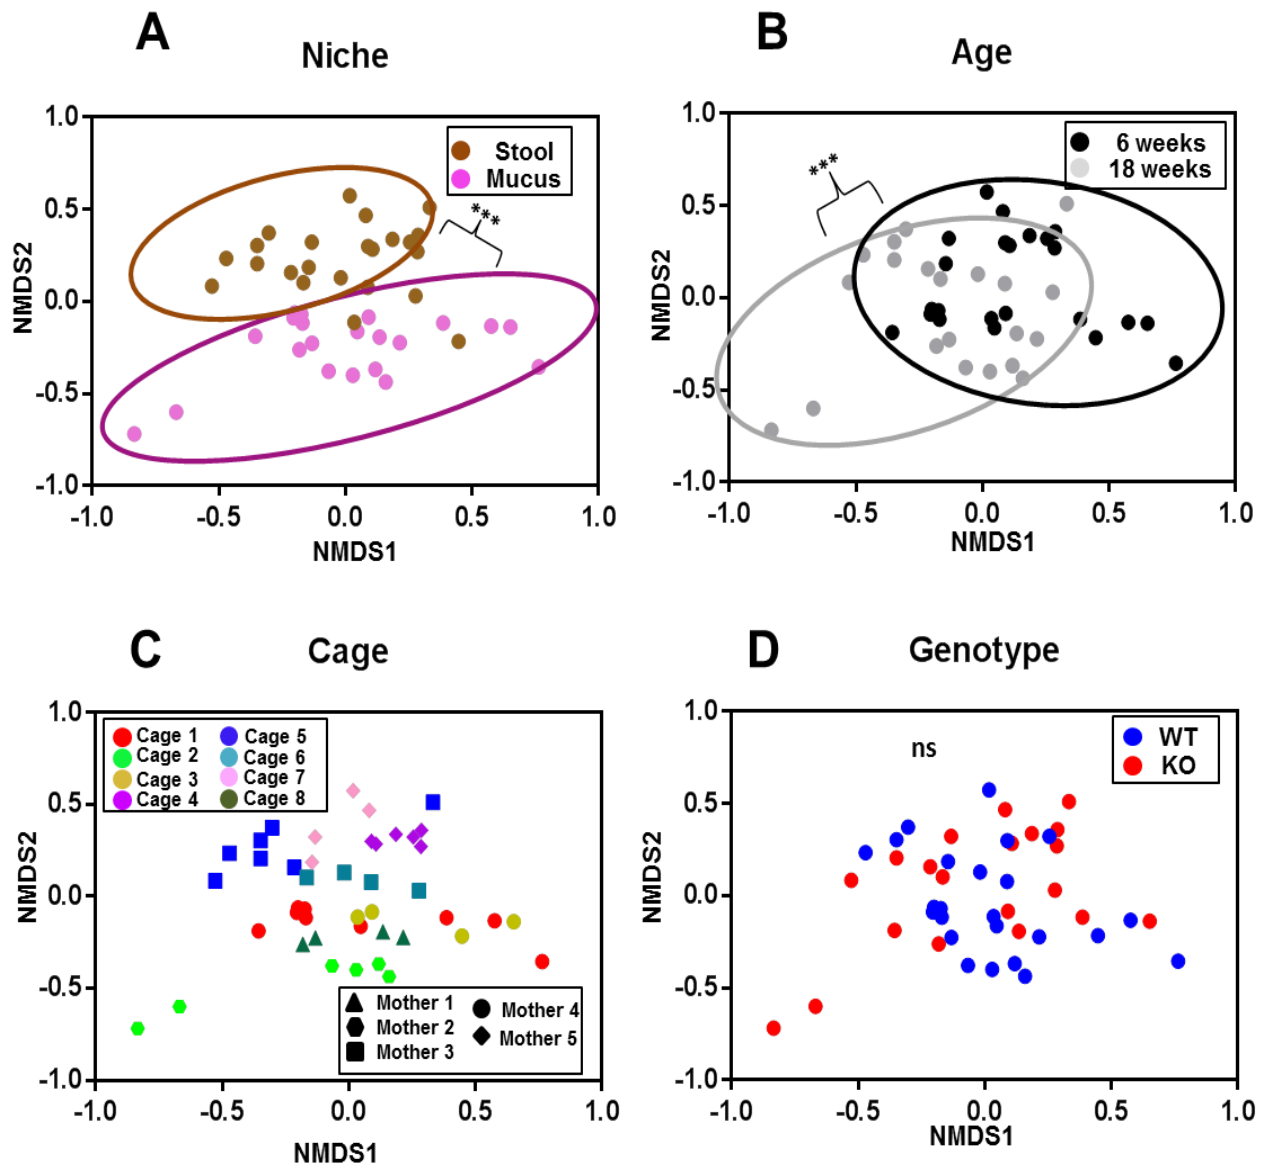 A
Niche
1.0
0.5
0.0
-0.5
-1.0
NMDS2
Stool
Mucus
***
-1.0 -0.5 0.0 0.5 1.0
NMDS1
B
Age
1.0
0.5
0.0
-0.5
-1.0
NMDS2
6 weeks
18 weeks
***
-1.0 -0.5 0.0 0.5 1.0
NMDS1
C
Cage
1.0
0.5
0.0
-0.5
-1.0
NMDS2
Cage 1 Cage 5
Cage 2 Cage 6
Cage 3 Cage 7
Cage 4 Cage 8
Mother 1 Mother 4
Mother 2 Mother 5
Mother 3
-1.0 -0.5 0.0 0.5 1.0
NMDS1
D
Genotype
1.0
0.5
0.0
-0.5
-1.0
NMDS2
ns
WT
KO
-1.0 -0.5 0.0 0.5 1.0
NMDS1